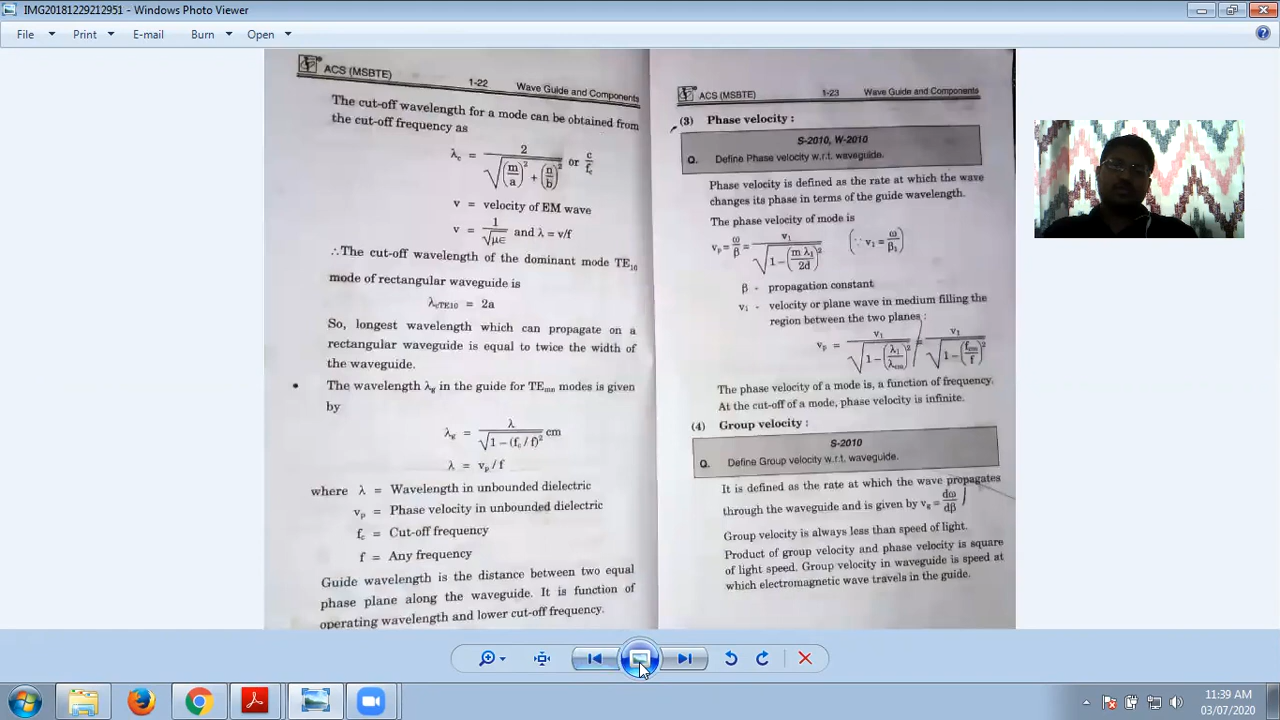 IMG20181229212951 - Windows Photo Viewer
File Print E-mail Burn Open
ACS (MSBTE) 1-22 Wave Guide and Components
The cut-off wavelength for a mode can be obtained from
the cut-off frequency as
λc = 2 / √((m/a)² + (n/b)²) or c/fc
v = velocity of EM wave
v = 1/√με and λ = v/f
∴The cut-off wavelength of the dominant mode TE10
mode of rectangular waveguide is
λcTE10 = 2a
So, longest wavelength which can propagate on a
rectangular waveguide is equal to twice the width of
the waveguide.
• The wavelength λg in the guide for TEmn modes is given
by
λg = λ / √(1 – (fc / f)²) cm
λ = vp / f
where λ = Wavelength in unbounded dielectric
vp = Phase velocity in unbounded dielectric
fc = Cut-off frequency
f = Any frequency
Guide wavelength is the distance between two equal
phase plane along the waveguide. It is function of
operating wavelength and lower cut-off frequency.
ACS (MSBTE) 1-23 Wave Guide and Components
(3) Phase velocity :
S-2010, W-2010
Q. Define Phase velocity w.r.t. waveguide.
Phase velocity is defined as the rate at which the wave
changes its phase in terms of the guide wavelength.
The phase velocity of mode is
vp = ω/β = v1 / √(1 – (m λ1/2d)²) (∵ v1 = ω/β1)
β - propagation constant
v1 - velocity or plane wave in medium filling the
region between the two planes :
vp = v1 / √(1 – (λ1/λcm)²) = v1 / √(1 – (fcm/f)²)
The phase velocity of a mode is, a function of frequency.
At the cut-off of a mode, phase velocity is infinite.
(4) Group velocity :
S-2010
Q. Define Group velocity w.r.t. waveguide.
It is defined as the rate at which the wave propagates
through the waveguide and is given by vg = dω/dβ
Group velocity is always less than speed of light.
Product of group velocity and phase velocity is square
of light speed. Group velocity in waveguide is speed at
which electromagnetic wave travels in the guide.
11:39 AM
03/07/2020